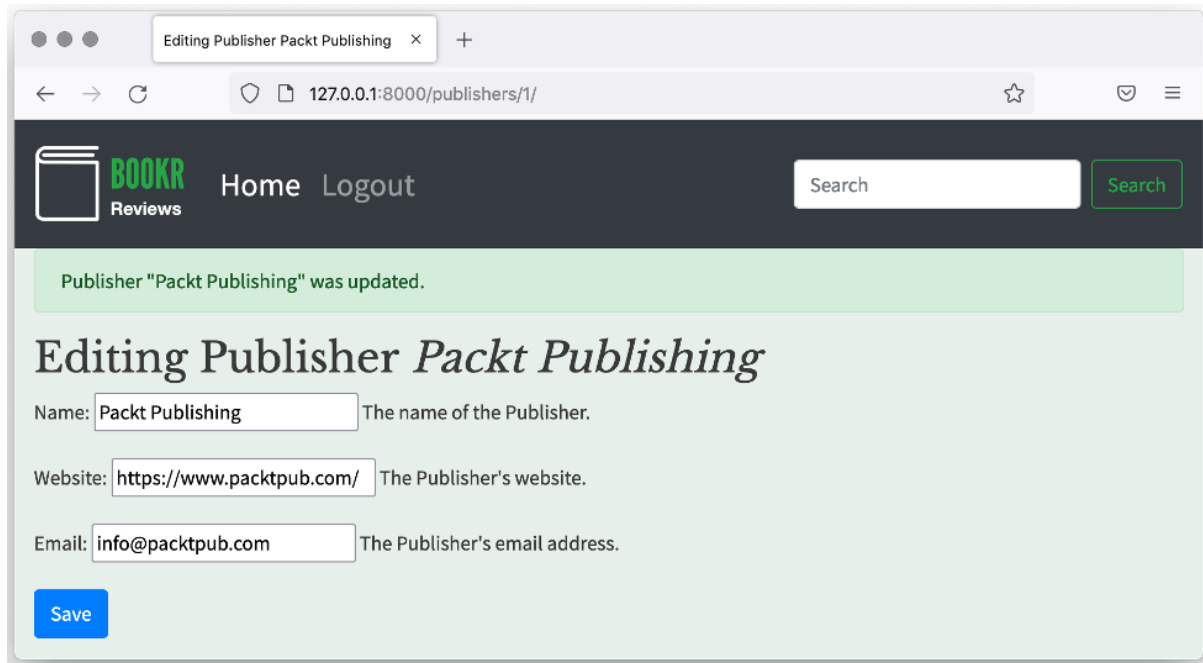 Editing Publisher Packt Publishing
127.0.0.1:8000/publishers/1/
BOOKR
Reviews
Home Logout
Search Search
Publisher "Packt Publishing" was updated.
Editing Publisher Packt Publishing
Name: Packt Publishing The name of the Publisher.
Website: https://www.packtpub.com/ The Publisher's website.
Email: info@packtpub.com The Publisher's email address.
Save